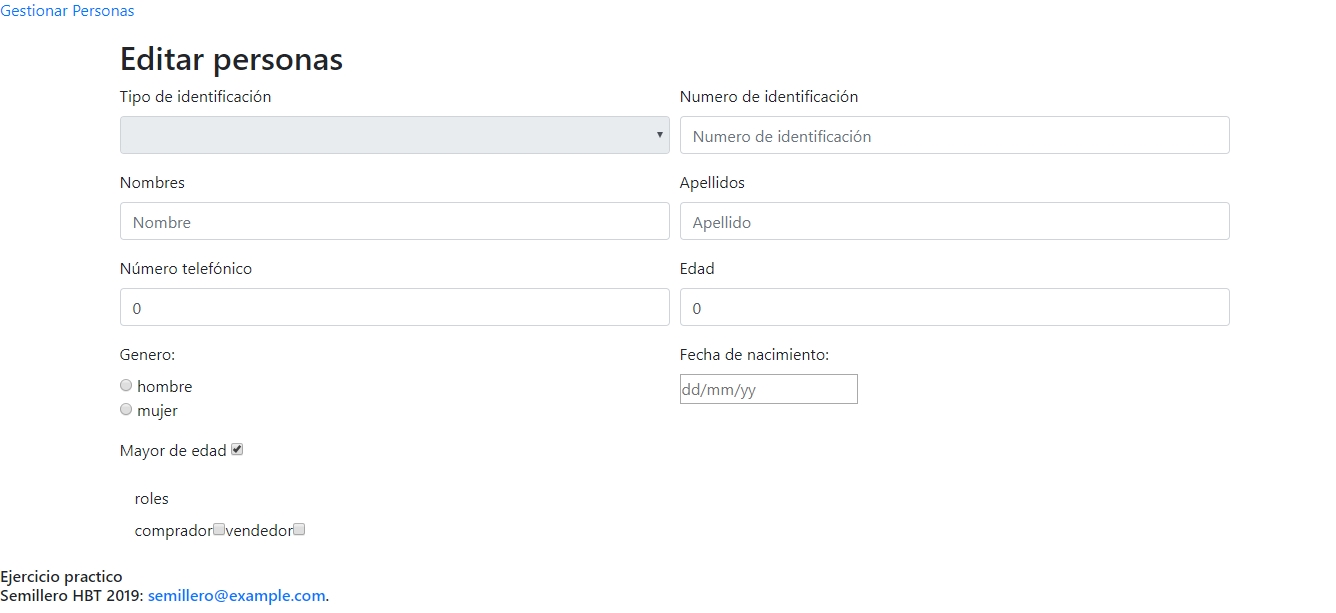 Gestionar Personas
Editar personas
Tipo de identificación
Numero de identificación
Numero de identificación
Nombres
Apellidos
Nombre
Apellido
Número telefónico
Edad
0
0
Genero:
Fecha de nacimiento:
hombre
dd/mm/yy
mujer
Mayor de edad
roles
comprador vendedor
Ejercicio practico
Semillero HBT 2019: semillero@example.com.